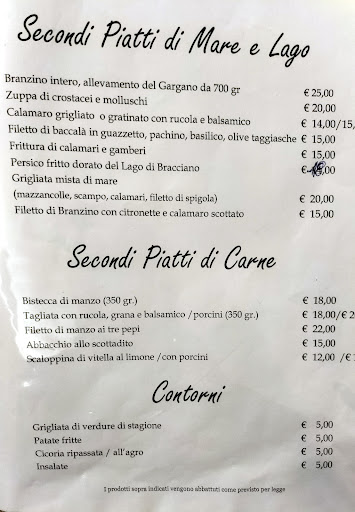 Secondi Piatti di Mare e Lago
Branzino intero, allevamento del Gargano da 700 gr € 25,00
Zuppa di crostacei e molluschi € 20,00
Calamaro grigliato o gratinato con rucola e balsamico € 14,00/15,
Filetto di baccalà in guazzetto, pachino, basilico, olive taggiasche € 15,00
Frittura di calamari e gamberi € 15,00
Persico fritto dorato del Lago di Bracciano € ,00
Grigliata mista di mare
(mazzancolle, scampo, calamari, filetto di spigola) € 20,00
Filetto di Branzino con citronette e calamaro scottato € 15,00
Secondi Piatti di Carne
Bistecca di manzo (350 gr.) € 18,00
Tagliata con rucola, grana e balsamico /porcini (350 gr.) € 18,00/€ 2
Filetto di manzo ai tre pepi € 22,00
Abbacchio allo scottadito € 15,00
Scaloppina di vitella al limone /con porcini € 12,00 /€
Contorni
Grigliata di verdure di stagione € 5,00
Patate fritte € 5,00
Cicoria ripassata / all'agro € 5,00
Insalate € 5,00
I prodotti sopra indicati vengono abbattuti come previsto per legge